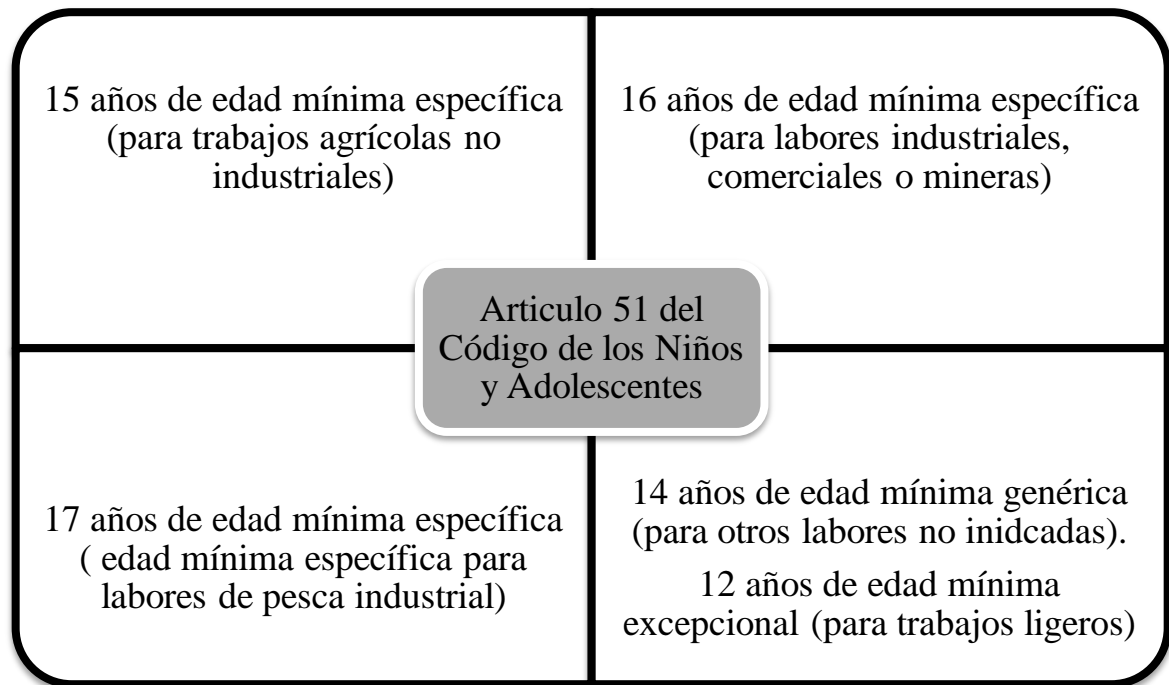 15 años de edad mínima específica
(para trabajos agrícolas no
industriales)
16 años de edad mínima específica
(para labores industriales,
comerciales o mineras)
Articulo 51 del
Código de los Niños
y Adolescentes
17 años de edad mínima específica
( edad mínima específica para
labores de pesca industrial)
14 años de edad mínima genérica
(para otros labores no inidcadas).
12 años de edad mínima
excepcional (para trabajos ligeros)